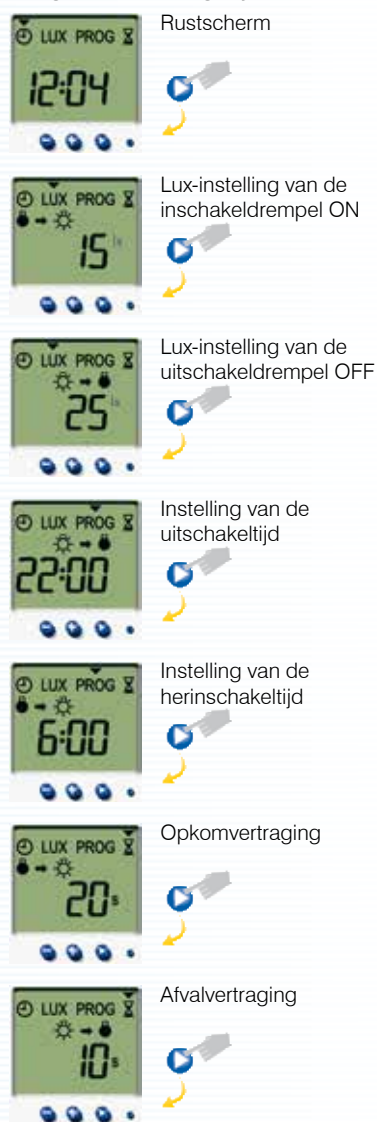 LUX PROG
12:04
Rustscherm
LUX PROG
15 lx
Lux-instelling van de
inschakeldrempel ON
LUX PROG
25 lx
Lux-instelling van de
uitschakeldrempel OFF
LUX PROG
22:00
Instelling van de
uitschakeltijd
LUX PROG
6:00
Instelling van de
herinschakeltijd
LUX PROG
20 s
Opkomvertraging
LUX PROG
10 s
Afvalvertraging